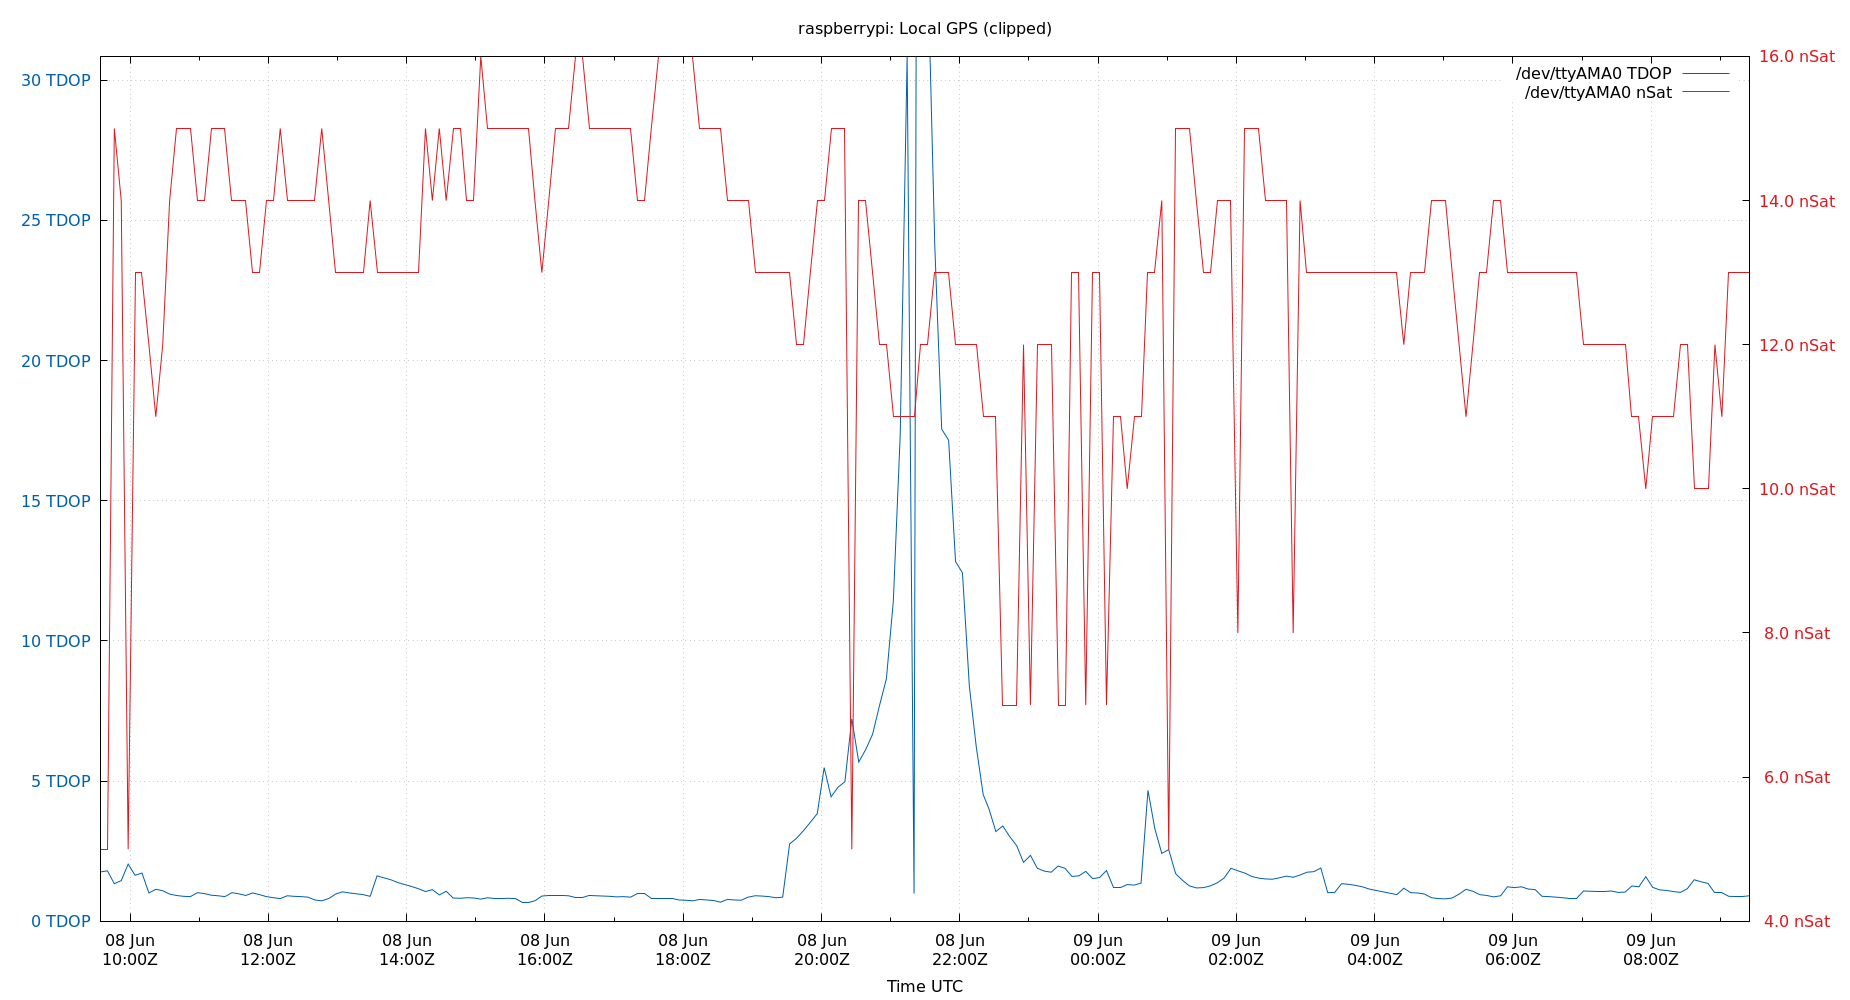 raspberrypi: Local GPS (clipped)
/dev/ttyAMA0 TDOP
/dev/ttyAMA0 nSat
30 TDOP
25 TDOP
20 TDOP
15 TDOP
10 TDOP
5 TDOP
0 TDOP
16.0 nSat
14.0 nSat
12.0 nSat
10.0 nSat
8.0 nSat
6.0 nSat
4.0 nSat
08 Jun
10:00Z
08 Jun
12:00Z
08 Jun
14:00Z
08 Jun
16:00Z
08 Jun
18:00Z
08 Jun
20:00Z
08 Jun
22:00Z
09 Jun
00:00Z
09 Jun
02:00Z
09 Jun
04:00Z
09 Jun
06:00Z
09 Jun
08:00Z
Time UTC